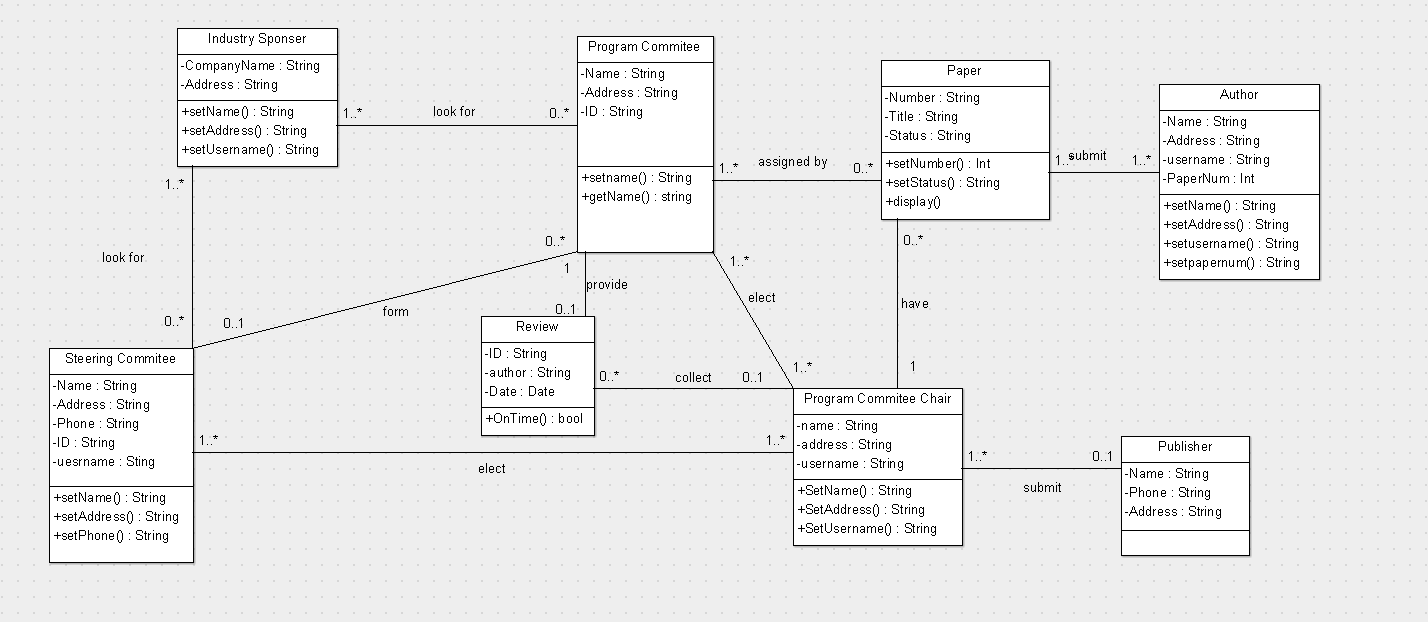 Industry Sponser
-CompanyName : String
-Address : String
+setName() : String
+setAddress() : String
+setUsername() : String
1..*
look for
0..*
Program Commitee
-Name : String
-Address : String
-ID : String
+setname() : String
+getName() : string
1..*
assigned by
0..*
Paper
-Number : String
-Title : String
-Status : String
+setNumber() : Int
+setStatus() : String
+display()
1..*
submit
1..*
Author
-Name : String
-Address : String
-username : String
-PaperNum : Int
+setName() : String
+setAddress() : String
+setusername() : String
+setpapernum() : String
1..*
look for
0..*
0..*
form
0..1
1
provide
0..1
1..*
elect
1..*
0..*
have
1
Review
-ID : String
-author : String
-Date : Date
+OnTime() : bool
0..*
collect
0..1
Steering Commitee
-Name : String
-Address : String
-Phone : String
-ID : String
-uesrname : Sting
+setName() : String
+setAddress() : String
+setPhone() : String
1..*
elect
1..*
Program Commitee Chair
-name : String
-address : String
-username : String
+SetName() : String
+SetAddress() : String
+SetUsername() : String
1..*
submit
0..1
Publisher
-Name : String
-Phone : String
-Address : String